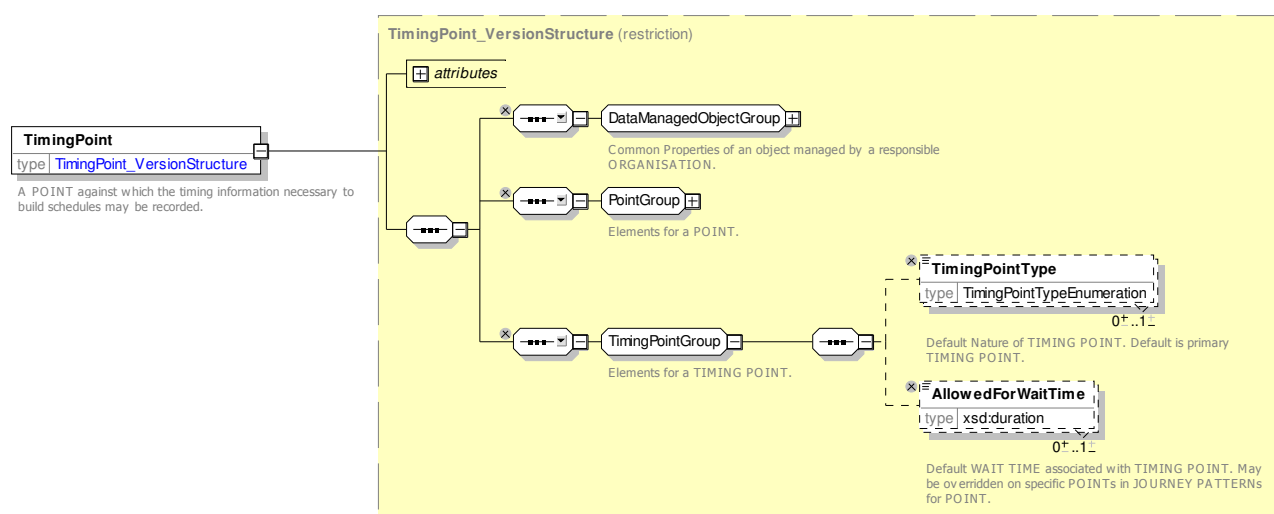 TimingPoint_VersionStructure (restriction)
attributes
DataManagedObjectGroup
Common Properties of an object managed by a responsible
ORGANISATION.
TimingPoint
type TimingPoint_VersionStructure
A POINT against which the timing information necessary to
build schedules may be recorded.
PointGroup
Elements for a POINT.
TimingPointType
type TimingPointTypeEnumeration
0..1
Default Nature of TIMING POINT. Default is primary
TIMING POINT.
TimingPointGroup
Elements for a TIMING POINT.
AllowedForWaitTime
type xsd:duration
0..1
Default WAIT TIME associated with TIMING POINT. May
be overridden on specific POINTs in JOURNEY PATTERNs
for POINT.